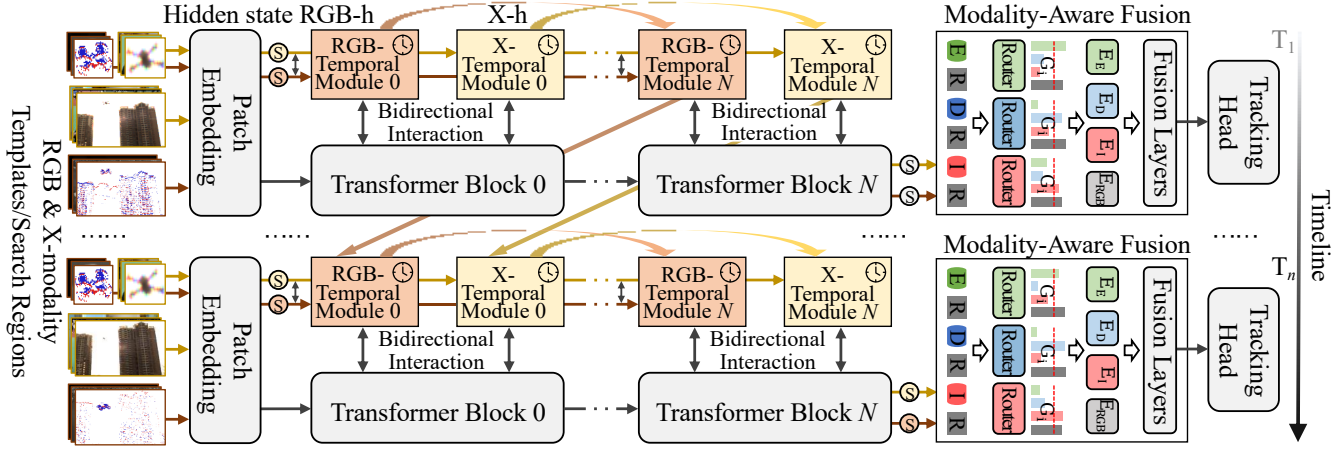 Hidden state RGB-h
X-h
Modality-Aware Fusion
RGB & X-modality
Templates/Search Regions
Patch
Embedding
S
S
RGB-
Temporal
Module 0
X-
Temporal
Module 0
RGB-
Temporal
Module N
X-
Temporal
Module N
Bidirectional
Interaction
Bidirectional
Interaction
Transformer Block 0
Transformer Block N
S
S
E
R
D
R
I
R
Router
Router
Router
Gi
Gi
EE
ED
EI
ERGB
Fusion Layers
Tracking
Head
T1
Timeline
......
......
......
......
Modality-Aware Fusion
Patch
Embedding
S
S
RGB-
Temporal
Module 0
X-
Temporal
Module 0
RGB-
Temporal
Module N
X-
Temporal
Module N
Bidirectional
Interaction
Bidirectional
Interaction
Transformer Block 0
Transformer Block N
S
S
E
R
D
R
I
R
Router
Router
Router
Gi
Gi
Gi
EE
ED
EI
ERGB
Fusion Layers
Tracking
Head
Tn